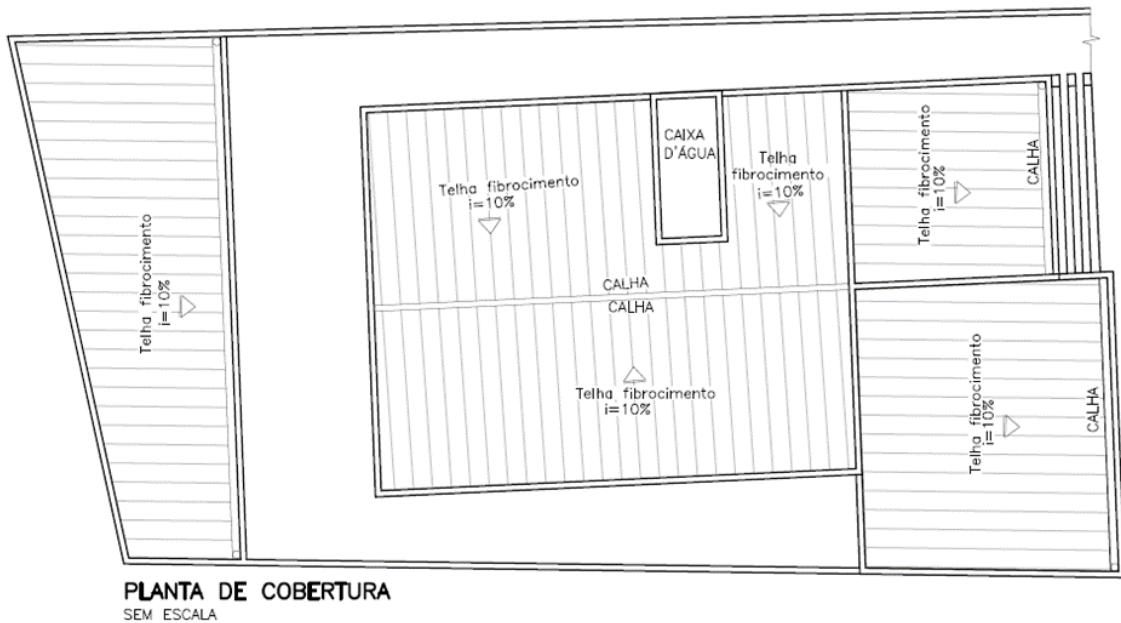 CAIXA
D'ÁGUA
Telha fibrocimento
i=10%
Telha
fibrocimento
i=10%
Telha fibrocimento
i=10%
CALHA
Telha fibrocimento
i=10%
CALHA
CALHA
Telha fibrocimento
i=10%
Telha fibrocimento
i=10%
CALHA
PLANTA DE COBERTURA
SEM ESCALA